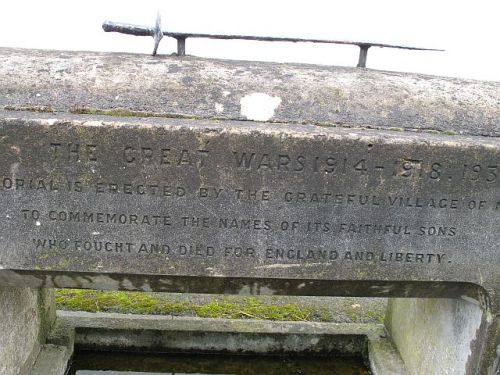 THE GREAT WARS 1914-1918. 193
ORIAL IS ERECTED BY THE GRATEFUL VILLAGE OF
TO COMMEMORATE THE NAMES OF ITS FAITHFUL SONS
WHO FOUGHT AND DIED FOR ENGLAND AND LIBERTY.